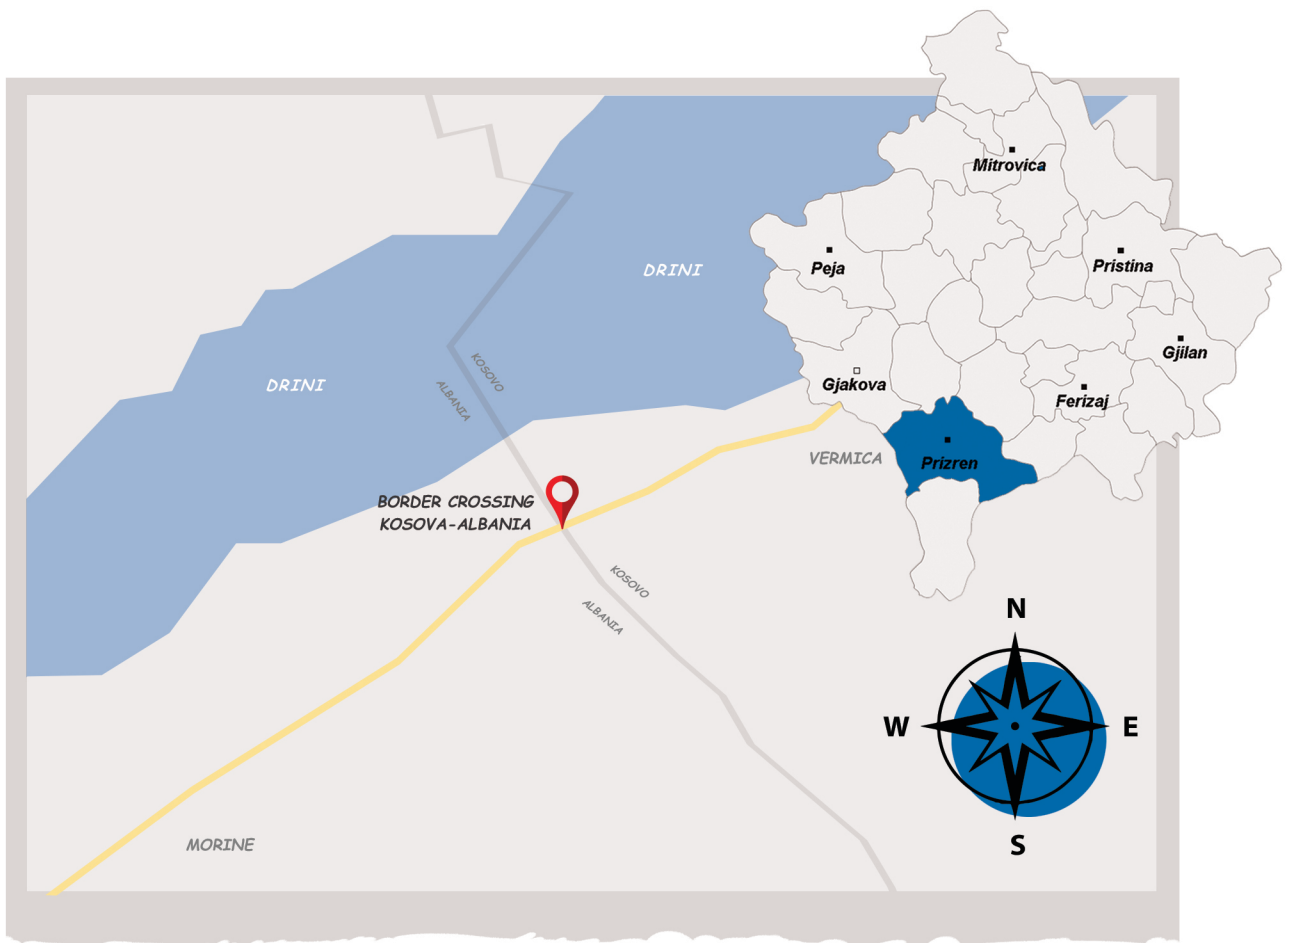 Mitrovica
Peja
Pristina
DRINI
Gjilan
DRINI
KOSOVO
ALBANIA
Gjakova
Ferizaj
VERMICA
Prizren
BORDER CROSSING
KOSOVA-ALBANIA
KOSOVO
ALBANIA
N
W
E
S
MORINE